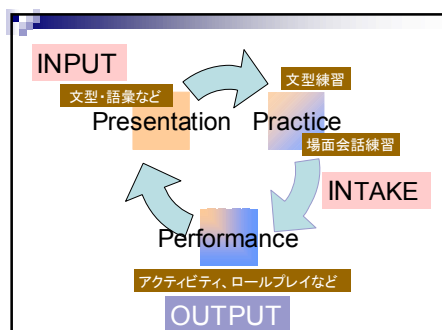 INPUT
文型・語彙など
文型練習
Presentation
Practice
場面会話練習
INTAKE
Performance
アクティビティ、ロールプレイなど
OUTPUT